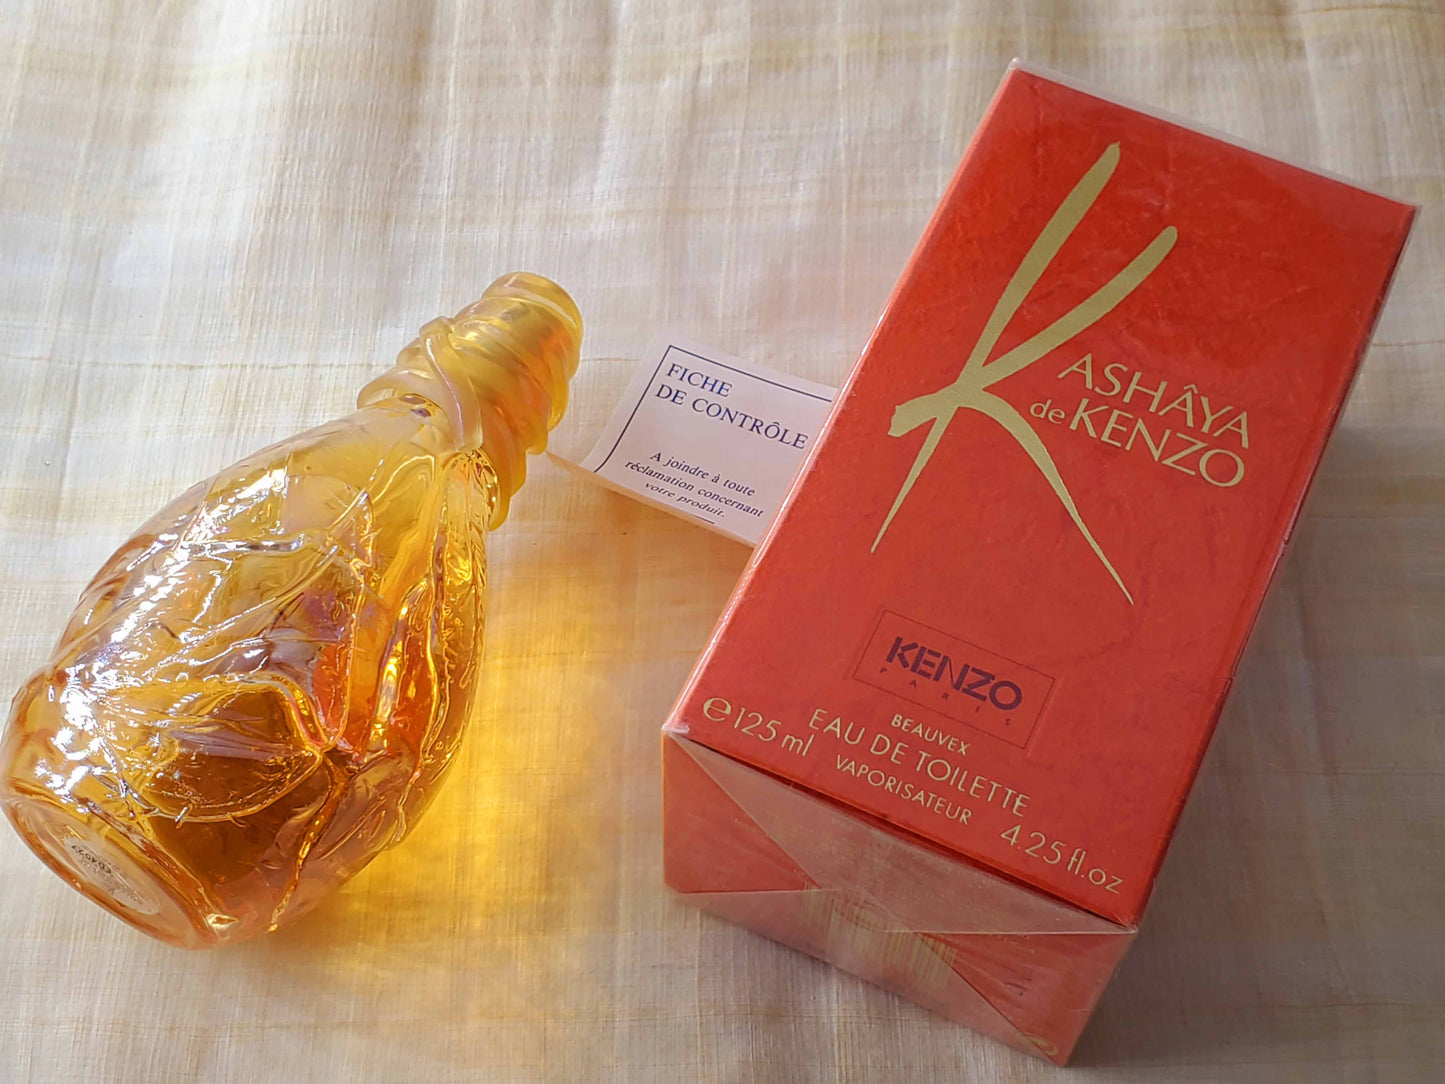 FICHE
DE CONTRÔLE
A joindre à toute
réclamation concernant
votre produit.
KASHÂYA
de KENZO
KENZO
PARIS
BEAUVEX
EAU DE TOILETTE
VAPORISATEUR
e125 ml
4.25 fl.oz